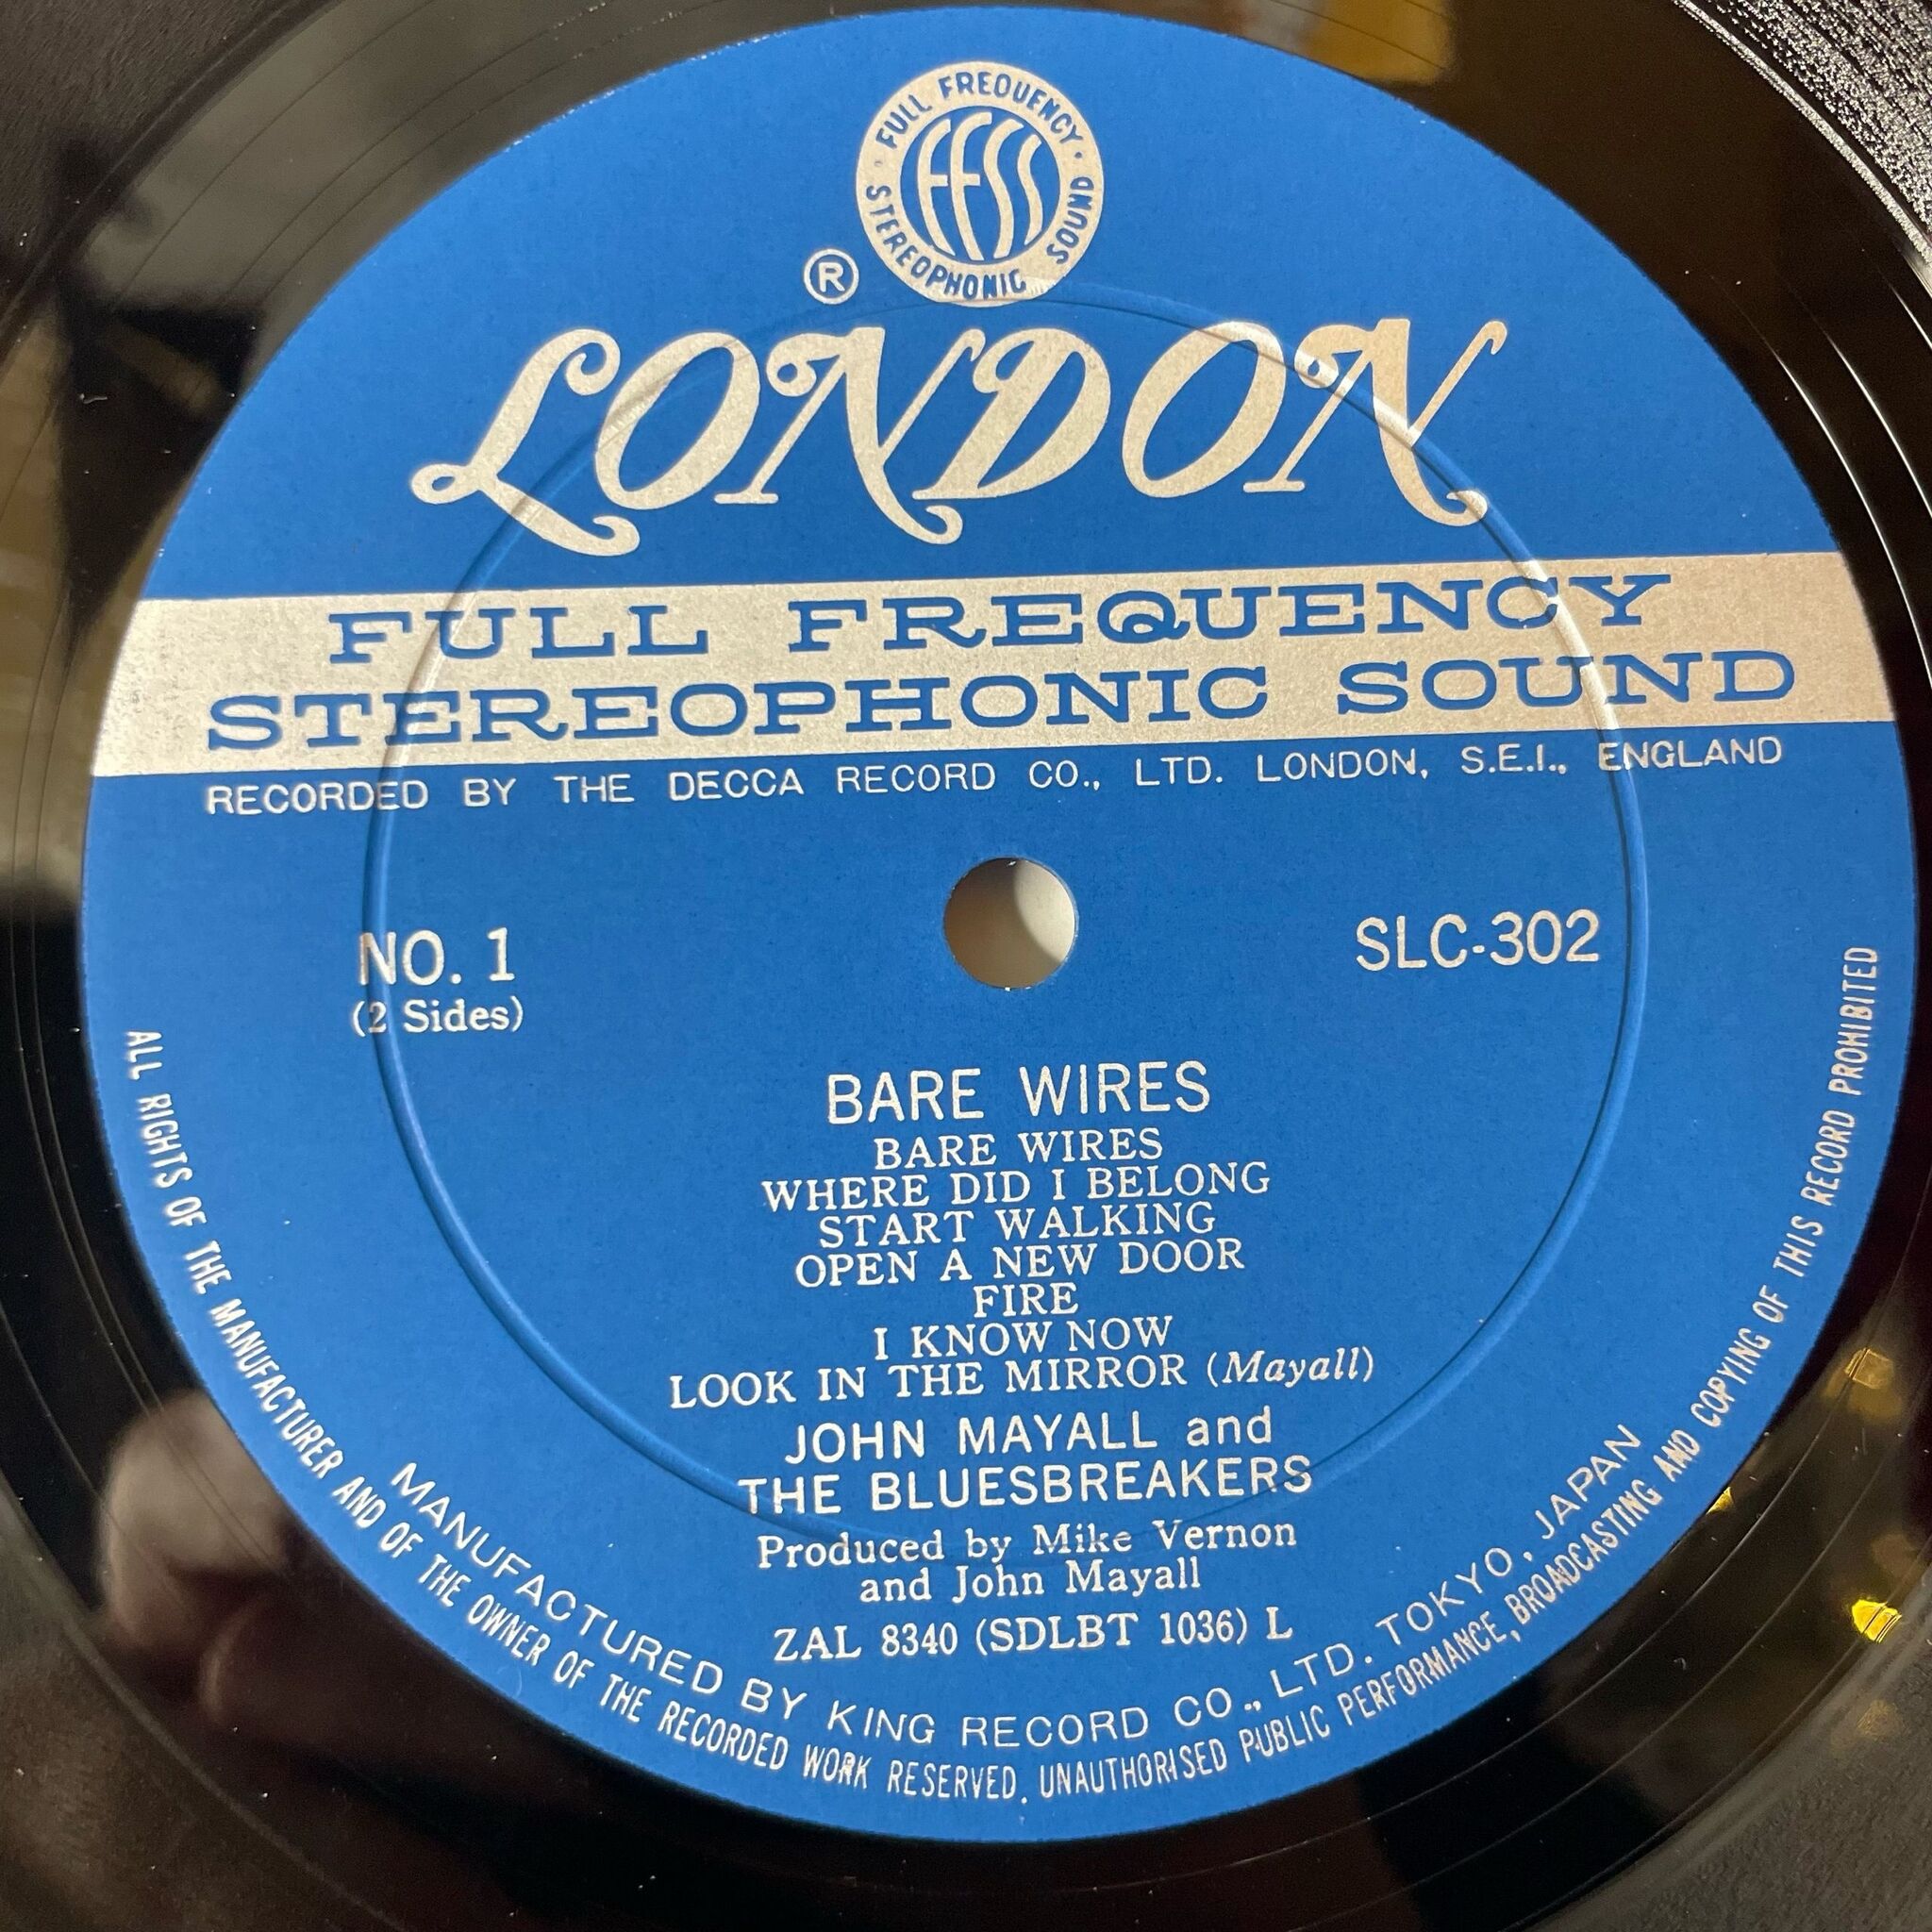 FULL FREQUENCY
STEREOPHONIC SOUND
FFSS
®
LONDON
FULL FREQUENCY
STEREOPHONIC SOUND
RECORDED BY THE DECCA RECORD CO., LTD. LONDON, S.E.I., ENGLAND
NO. 1
(2 Sides)
SLC-302
BARE WIRES
BARE WIRES
WHERE DID I BELONG
START WALKING
OPEN A NEW DOOR
FIRE
I KNOW NOW
LOOK IN THE MIRROR (Mayall)
JOHN MAYALL and
THE BLUESBREAKERS
Produced by Mike Vernon
and John Mayall
ZAL 8340 (SDLBT 1036) L
MANUFACTURED BY KING RECORD CO., LTD. TOKYO, JAPAN
ALL RIGHTS OF THE MANUFACTURER AND OF THE OWNER OF THE RECORDED WORK RESERVED. UNAUTHORISED PUBLIC PERFORMANCE, BROADCASTING AND COPYING OF THIS RECORD PROHIBITED